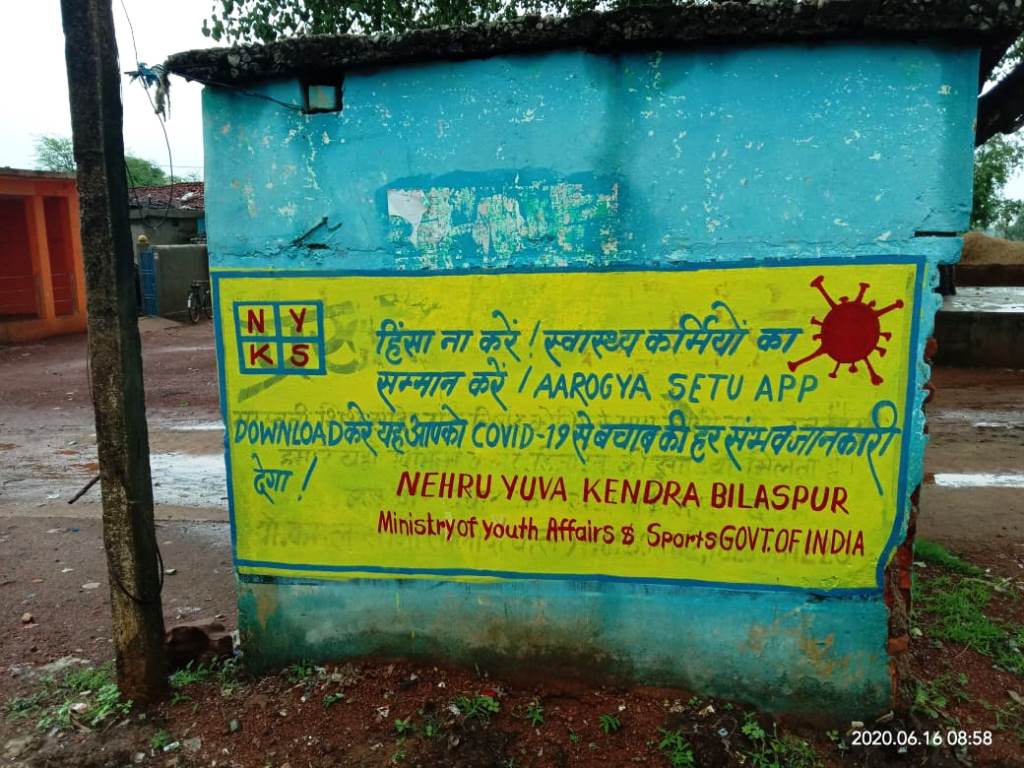 NY
KS
हिंसा ना करें / स्वास्थ्य कर्मियों का
सम्मान करें / AAROGYA SETU APP
DOWNLOAD करे यह आपको COVID-19 से बचाब की हर संभव जानकारी
देगा !
NEHRU YUVA KENDRA BILASPUR
Ministry of youth Affairs & Sports GOVT. OF INDIA
2020.06.16 08:58